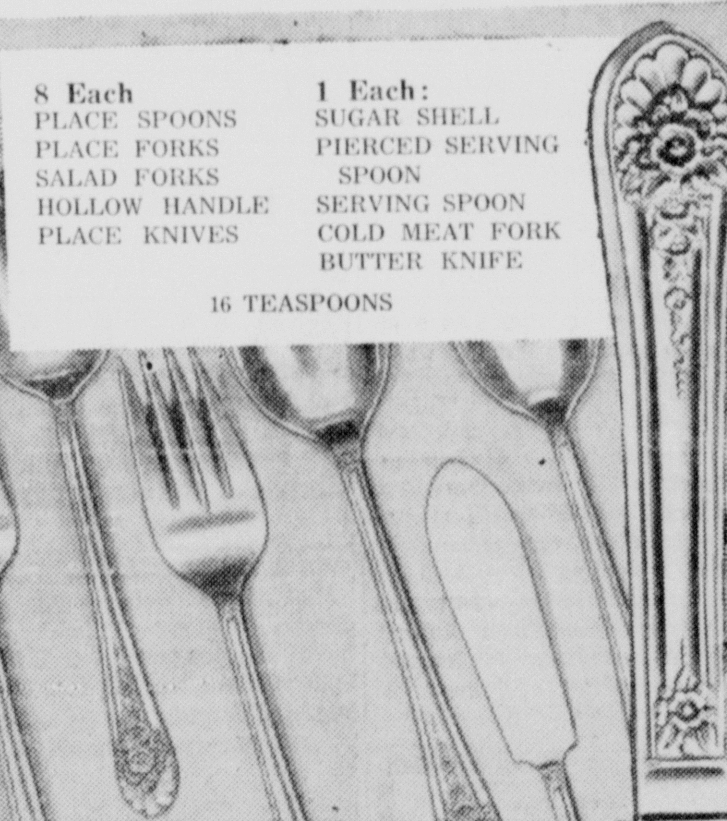 8 Each
PLACE SPOONS
PLACE FORKS
SALAD FORKS
HOLLOW HANDLE
PLACE KNIVES
1 Each:
SUGAR SHELL
PIERCED SERVING
SPOON
SERVING SPOON
COLD MEAT FORK
BUTTER KNIFE
16 TEASPOONS